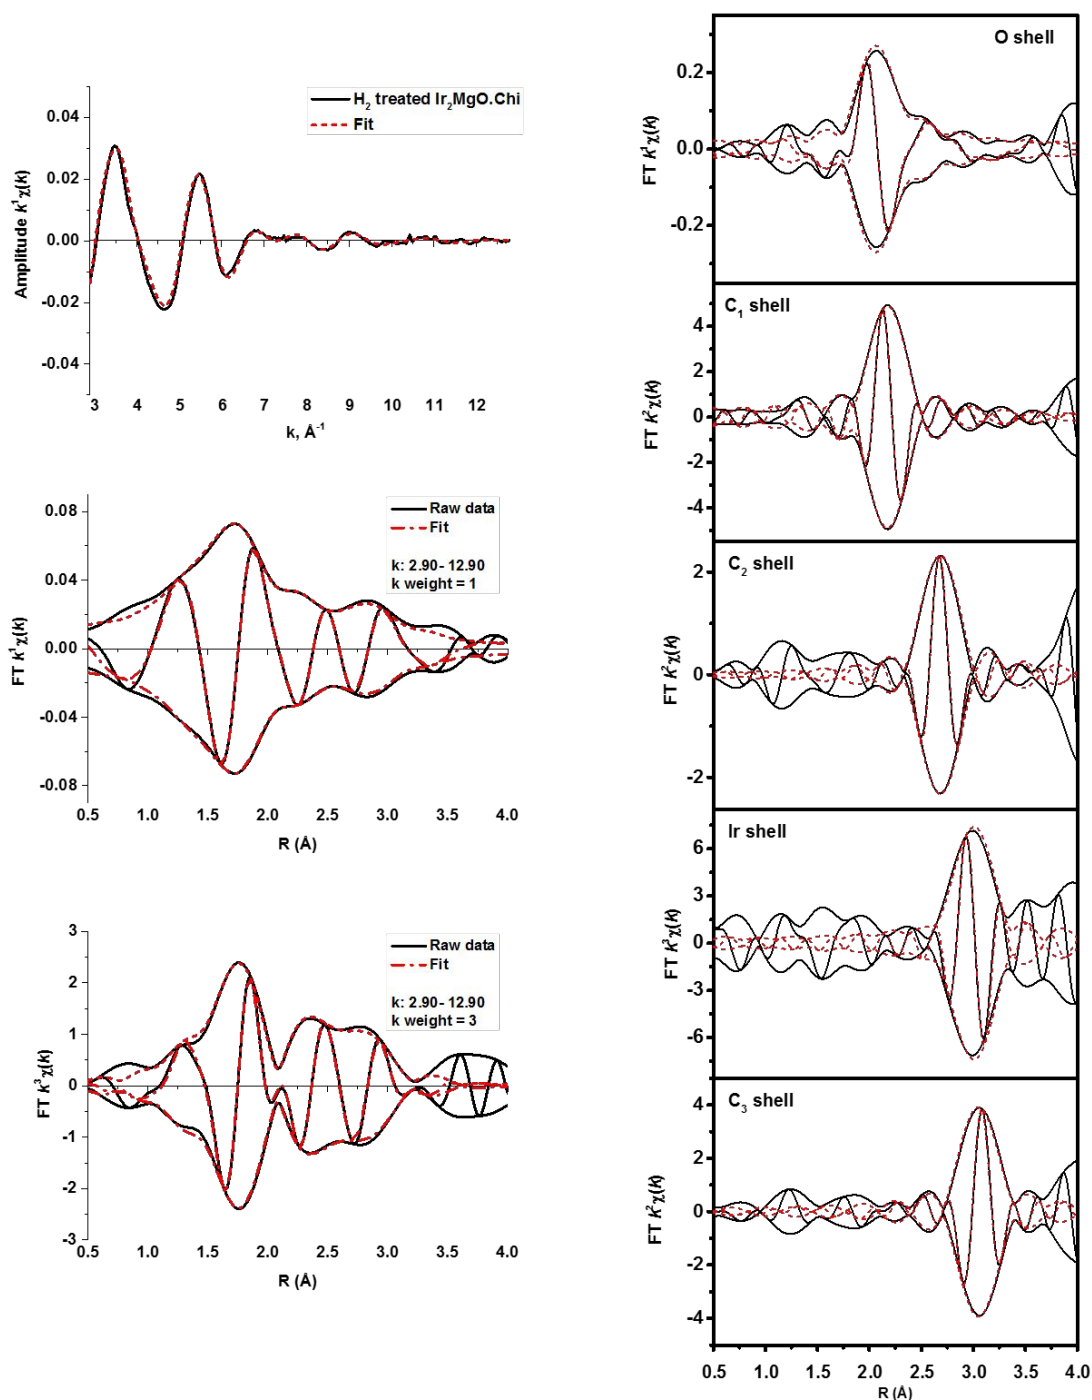 H2 treated Ir2MgO.Chi
Fit
Amplitude k1χ(k)
0.04
0.02
0.00
-0.02
-0.04
3 4 5 6 7 8 9 10 11 12
k, Å-1
Raw data
Fit
k: 2.90- 12.90
k weight = 1
FT k1χ(k)
0.08
0.04
0.00
-0.04
-0.08
0.5 1.0 1.5 2.0 2.5 3.0 3.5 4.0
R (Å)
Raw data
Fit
k: 2.90- 12.90
k weight = 3
FT k3χ(k)
3
2
1
0
-1
-2
-3
0.5 1.0 1.5 2.0 2.5 3.0 3.5 4.0
R (Å)
O shell
FT k1χ(k)
0.2
0.0
-0.2
C1 shell
FT k2χ(k)
4
2
0
-2
-4
C2 shell
FT k2χ(k)
2
0
-2
Ir shell
FT k3χ(k)
6
3
0
-3
-6
C3 shell
FT k2χ(k)
4
2
0
-2
-4
0.5 1.0 1.5 2.0 2.5 3.0 3.5 4.0
R (Å)